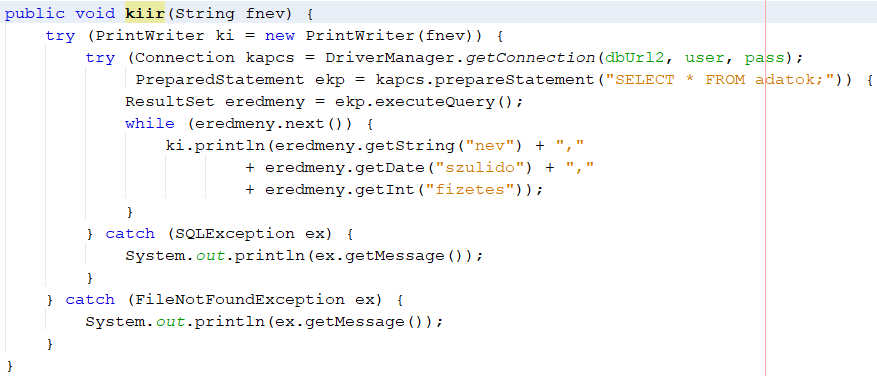 public void kiir(String fnev) {
    try (PrintWriter ki = new PrintWriter(fnev)) {
        try (Connection kapcs = DriverManager.getConnection(dbUrl2, user, pass);
             PreparedStatement ekp = kapcs.prepareStatement("SELECT * FROM adatok;")) {
            ResultSet eredmeny = ekp.executeQuery();
            while (eredmeny.next()) {
                ki.println(eredmeny.getString("nev") + ","
                        + eredmeny.getDate("szulido") + ","
                        + eredmeny.getInt("fizetes"));
            }
        } catch (SQLException ex) {
            System.out.println(ex.getMessage());
        }
    } catch (FileNotFoundException ex) {
        System.out.println(ex.getMessage());
    }
}